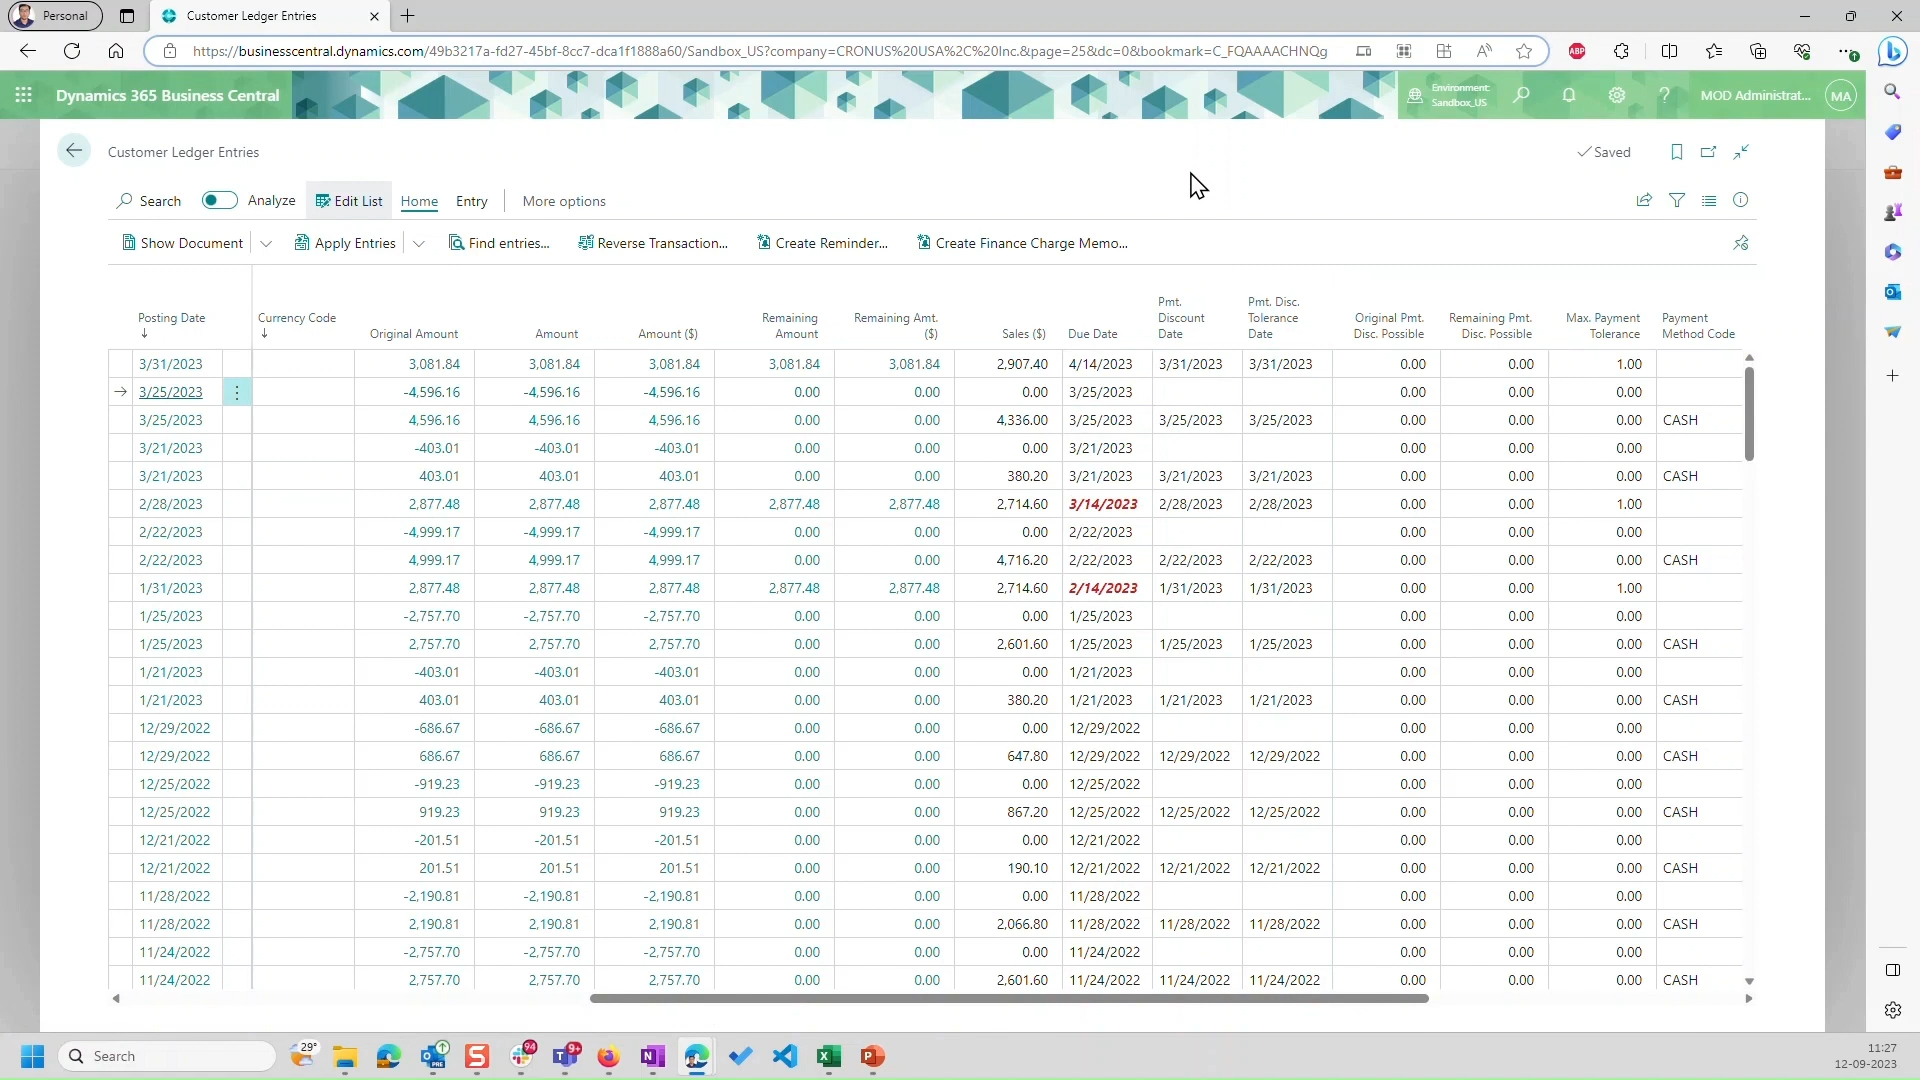 Personal
Customer Ledger Entries
https://businesscentral.dynamics.com/49b3217a-fd27-45bf-8cc7-dca1f1888a60/Sandbox_US?company=CRONUS%20USA%2C%20Inc.&page=25&dc=0&bookmark=C_FQAAAACHNQg
ABP
Dynamics 365 Business Central
Environment: Sandbox_US
MOD Administrat... MA
Customer Ledger Entries
Saved
Search Analyze Edit List Home Entry More options
Show Document Apply Entries Find entries... Reverse Transaction... Create Reminder... Create Finance Charge Memo...
Posting Date ↓ Currency Code ↓ Original Amount Amount Amount ($) Remaining Amount Remaining Amt. ($) Sales ($) Due Date Pmt. Discount Date Pmt. Disc. Tolerance Date Original Pmt. Disc. Possible Remaining Pmt. Disc. Possible Max. Payment Tolerance Payment Method Code
3/31/2023 3,081.84 3,081.84 3,081.84 3,081.84 3,081.84 2,907.40 4/14/2023 3/31/2023 3/31/2023 0.00 0.00 1.00
3/25/2023 -4,596.16 -4,596.16 -4,596.16 0.00 0.00 0.00 3/25/2023 0.00 0.00 0.00
3/25/2023 4,596.16 4,596.16 4,596.16 0.00 0.00 4,336.00 3/25/2023 3/25/2023 3/25/2023 0.00 0.00 0.00 CASH
3/21/2023 -403.01 -403.01 -403.01 0.00 0.00 0.00 3/21/2023 0.00 0.00 0.00
3/21/2023 403.01 403.01 403.01 0.00 0.00 380.20 3/21/2023 3/21/2023 3/21/2023 0.00 0.00 0.00 CASH
2/28/2023 2,877.48 2,877.48 2,877.48 2,877.48 2,877.48 2,714.60 3/14/2023 2/28/2023 2/28/2023 0.00 0.00 1.00
2/22/2023 -4,999.17 -4,999.17 -4,999.17 0.00 0.00 0.00 2/22/2023 0.00 0.00 0.00
2/22/2023 4,999.17 4,999.17 4,999.17 0.00 0.00 4,716.20 2/22/2023 2/22/2023 2/22/2023 0.00 0.00 0.00 CASH
1/31/2023 2,877.48 2,877.48 2,877.48 2,877.48 2,877.48 2,714.60 2/14/2023 1/31/2023 1/31/2023 0.00 0.00 1.00
1/25/2023 -2,757.70 -2,757.70 -2,757.70 0.00 0.00 0.00 1/25/2023 0.00 0.00 0.00
1/25/2023 2,757.70 2,757.70 2,757.70 0.00 0.00 2,601.60 1/25/2023 1/25/2023 1/25/2023 0.00 0.00 0.00 CASH
1/21/2023 -403.01 -403.01 -403.01 0.00 0.00 0.00 1/21/2023 0.00 0.00 0.00
1/21/2023 403.01 403.01 403.01 0.00 0.00 380.20 1/21/2023 1/21/2023 1/21/2023 0.00 0.00 0.00 CASH
12/29/2022 -686.67 -686.67 -686.67 0.00 0.00 0.00 12/29/2022 0.00 0.00 0.00
12/29/2022 686.67 686.67 686.67 0.00 0.00 647.80 12/29/2022 12/29/2022 12/29/2022 0.00 0.00 0.00 CASH
12/25/2022 -919.23 -919.23 -919.23 0.00 0.00 0.00 12/25/2022 0.00 0.00 0.00
12/25/2022 919.23 919.23 919.23 0.00 0.00 867.20 12/25/2022 12/25/2022 12/25/2022 0.00 0.00 0.00 CASH
12/21/2022 -201.51 -201.51 -201.51 0.00 0.00 0.00 12/21/2022 0.00 0.00 0.00
12/21/2022 201.51 201.51 201.51 0.00 0.00 190.10 12/21/2022 12/21/2022 12/21/2022 0.00 0.00 0.00 CASH
11/28/2022 -2,190.81 -2,190.81 -2,190.81 0.00 0.00 0.00 11/28/2022 0.00 0.00 0.00
11/28/2022 2,190.81 2,190.81 2,190.81 0.00 0.00 2,066.80 11/28/2022 11/28/2022 11/28/2022 0.00 0.00 0.00 CASH
11/24/2022 -2,757.70 -2,757.70 -2,757.70 0.00 0.00 0.00 11/24/2022 0.00 0.00 0.00
11/24/2022 2,757.70 2,757.70 2,757.70 0.00 0.00 2,601.60 11/24/2022 11/24/2022 11/24/2022 0.00 0.00 0.00 CASH
Search 29° PRE 94 9+
11:27
12-09-2023